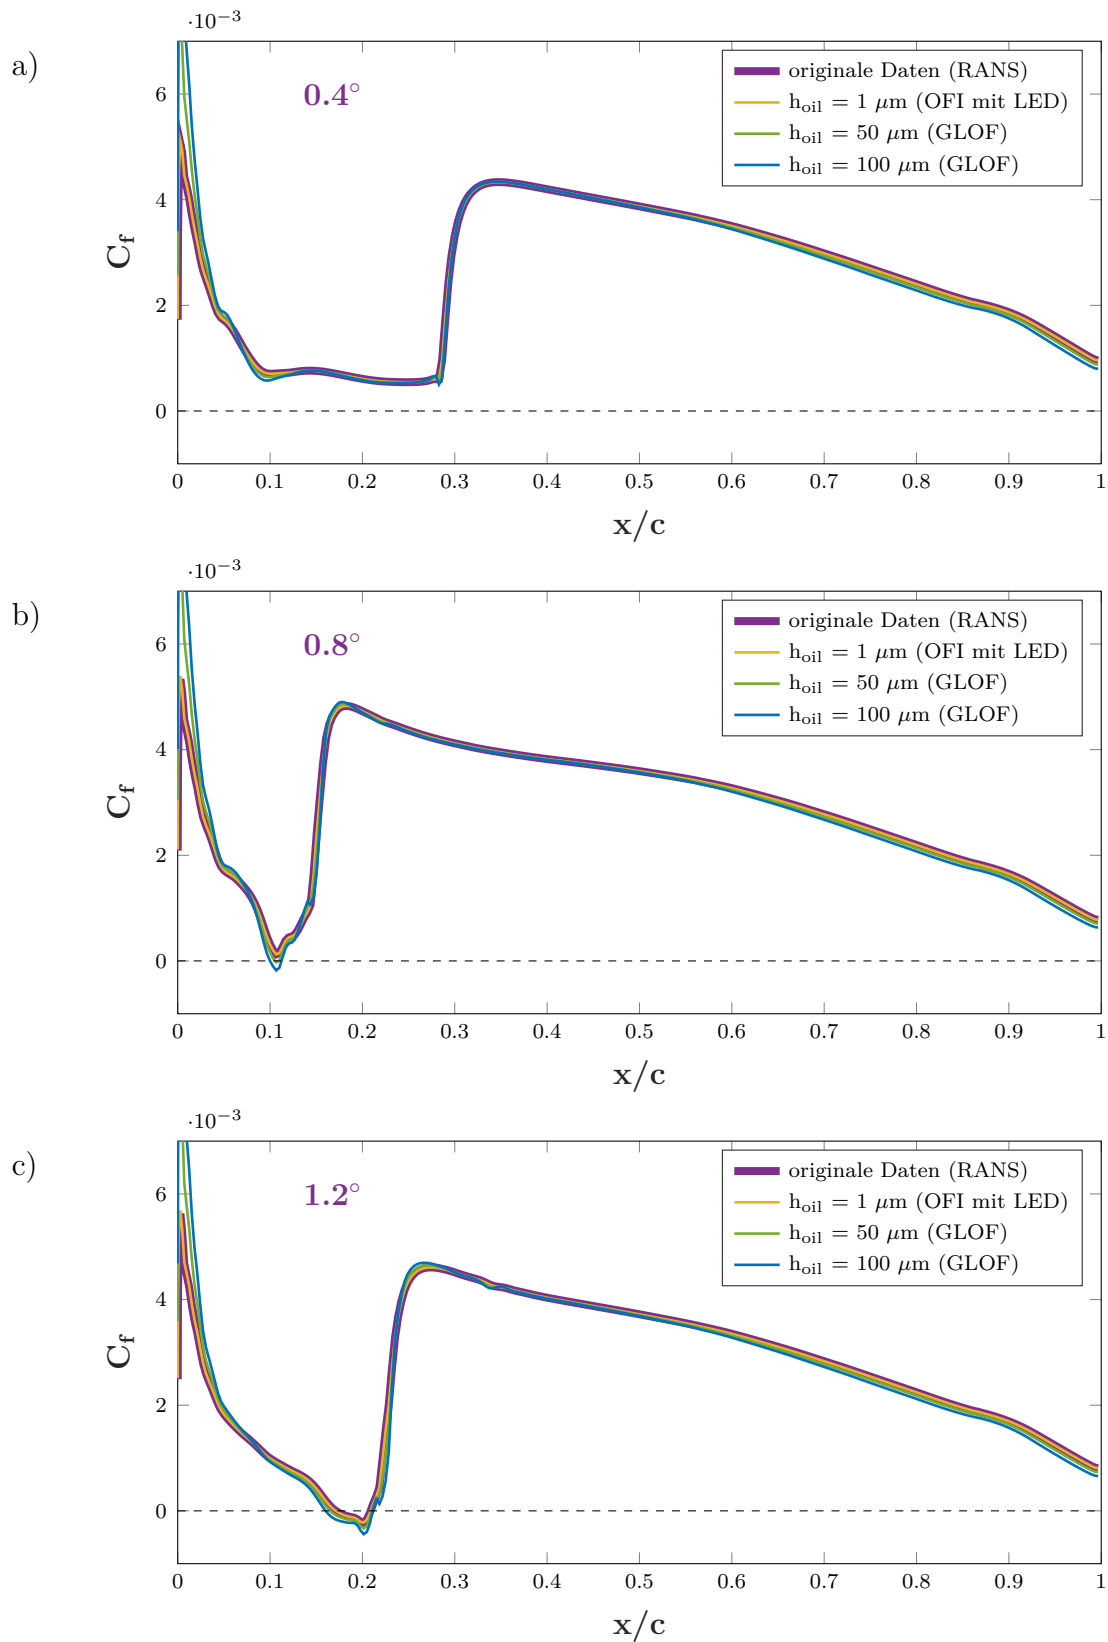 a)
·10⁻³
0.4°
originale Daten (RANS)
h_oil = 1 μm (OFI mit LED)
h_oil = 50 μm (GLOF)
h_oil = 100 μm (GLOF)
6
4
2
0
C_f
0 0.1 0.2 0.3 0.4 0.5 0.6 0.7 0.8 0.9 1
x/c
b)
·10⁻³
0.8°
originale Daten (RANS)
h_oil = 1 μm (OFI mit LED)
h_oil = 50 μm (GLOF)
h_oil = 100 μm (GLOF)
6
4
2
0
C_f
0 0.1 0.2 0.3 0.4 0.5 0.6 0.7 0.8 0.9 1
x/c
c)
·10⁻³
1.2°
originale Daten (RANS)
h_oil = 1 μm (OFI mit LED)
h_oil = 50 μm (GLOF)
h_oil = 100 μm (GLOF)
6
4
2
0
C_f
0 0.1 0.2 0.3 0.4 0.5 0.6 0.7 0.8 0.9 1
x/c